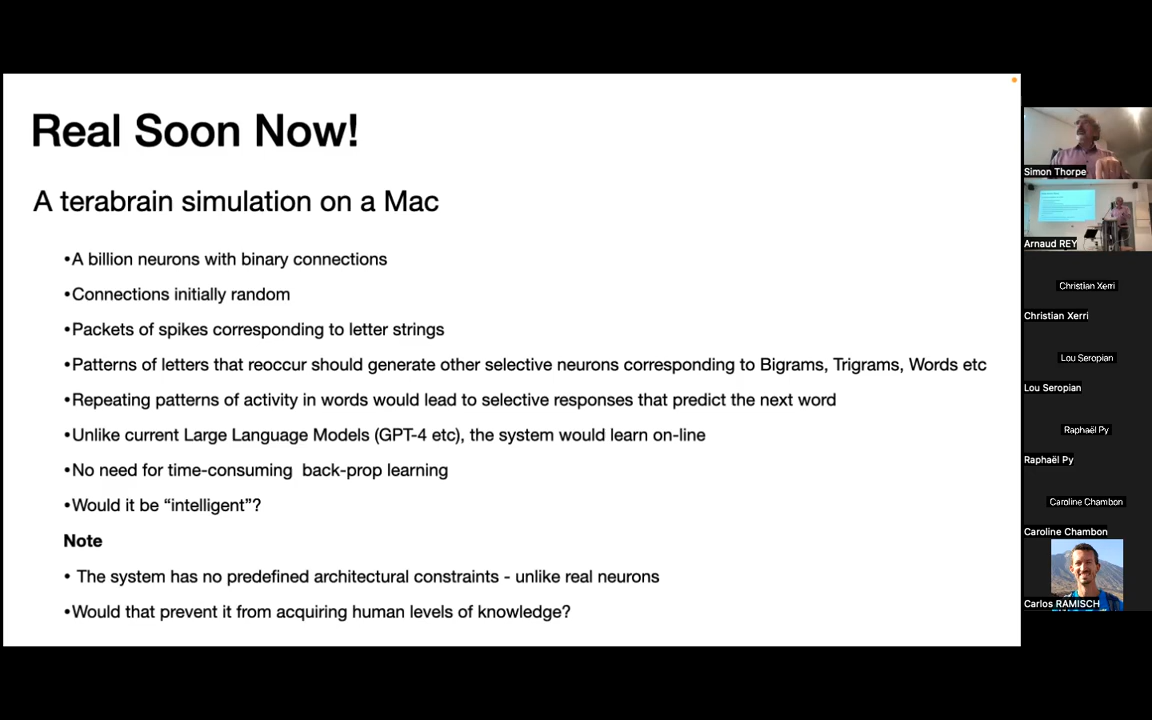 Real Soon Now!
A terabrain simulation on a Mac
•A billion neurons with binary connections
•Connections initially random
•Packets of spikes corresponding to letter strings
•Patterns of letters that reoccur should generate other selective neurons corresponding to Bigrams, Trigrams, Words etc
•Repeating patterns of activity in words would lead to selective responses that predict the next word
•Unlike current Large Language Models (GPT-4 etc), the system would learn on-line
•No need for time-consuming  back-prop learning
•Would it be “intelligent”?
Note
• The system has no predefined architectural constraints - unlike real neurons
•Would that prevent it from acquiring human levels of knowledge?
Simon Thorpe
Arnaud REY
Christian Xerri
Christian Xerri
Lou Seropian
Lou Seropian
Raphaël Py
Raphaël Py
Caroline Chambon
Caroline Chambon
Carlos RAMISCH